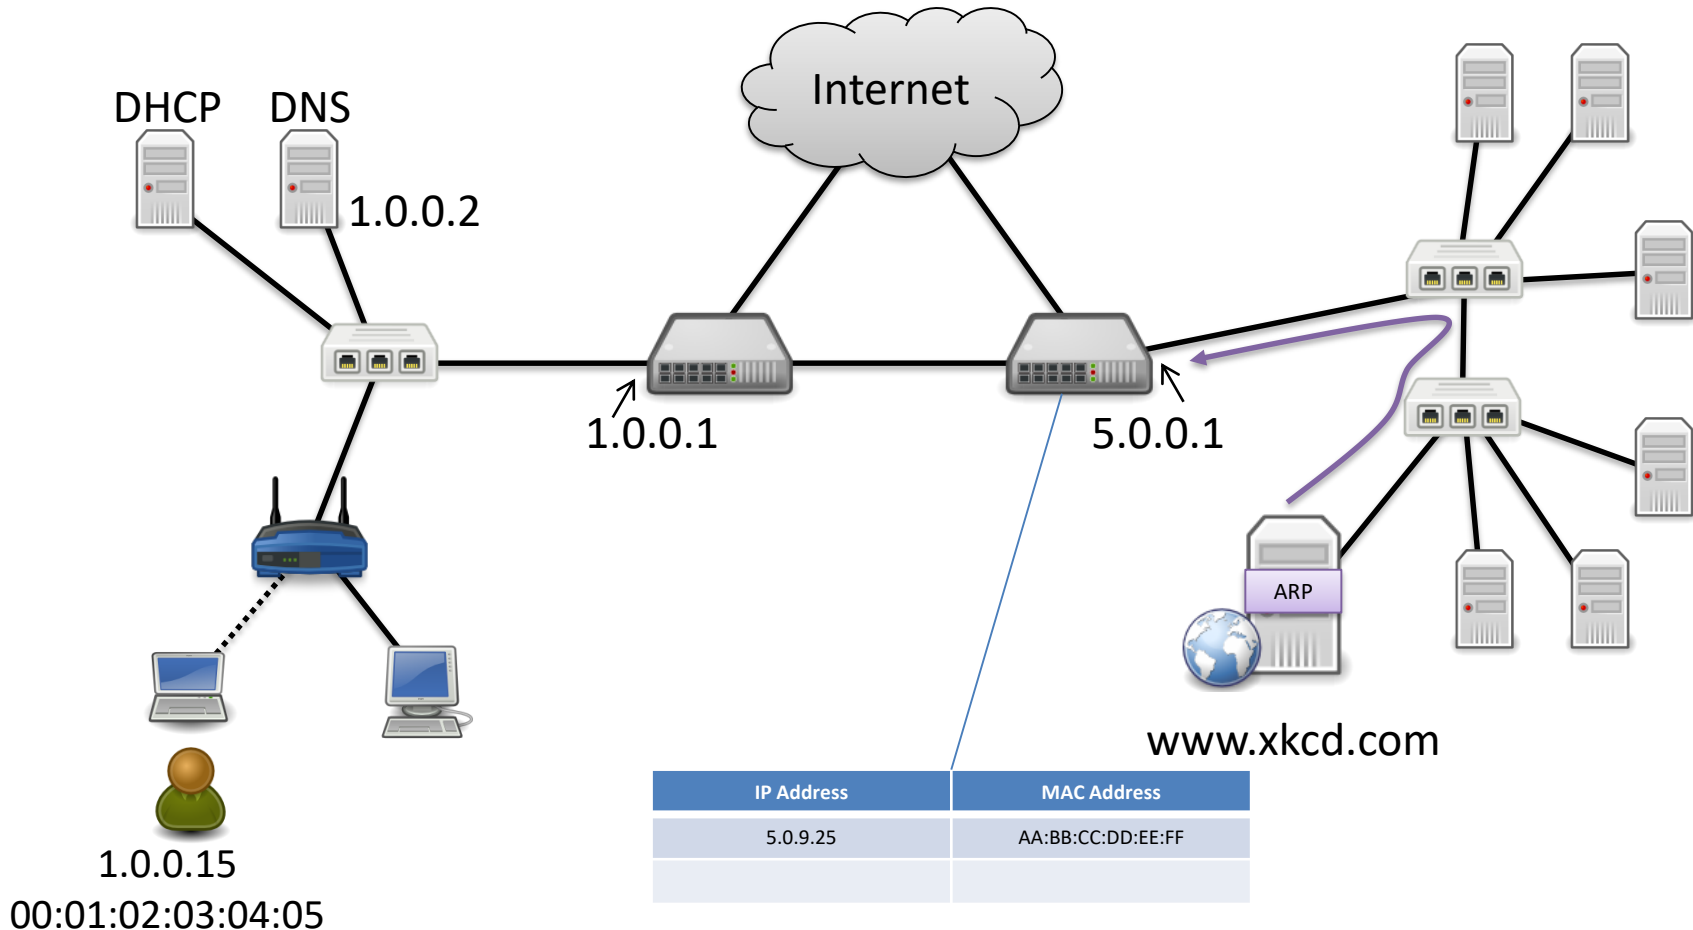 Internet
DHCP
DNS
1.0.0.2
1.0.0.1
5.0.0.1
ARP
www.xkcd.com
IP Address MAC Address
5.0.9.25 AA:BB:CC:DD:EE:FF
1.0.0.15
00:01:02:03:04:05